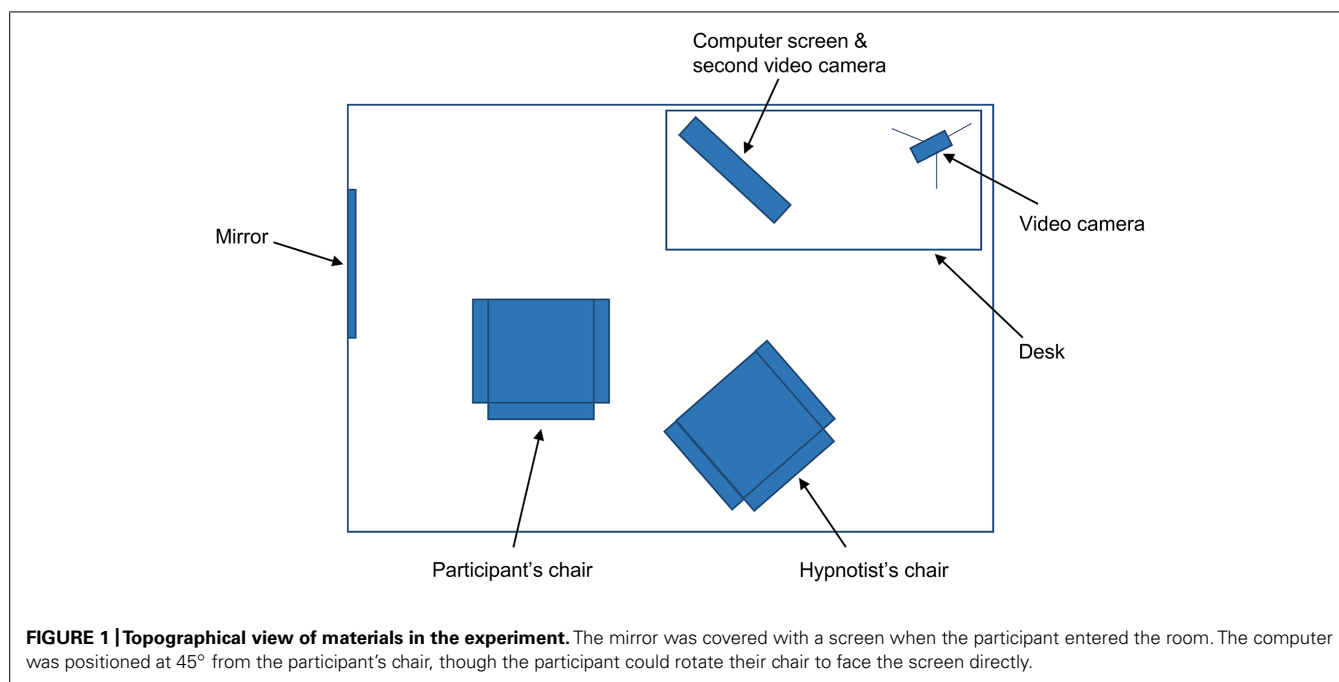 Computer screen &
second video camera
Mirror
Video camera
Desk
Participant's chair
Hypnotist's chair
FIGURE 1 | Topographical view of materials in the experiment. The mirror was covered with a screen when the participant entered the room. The computer
was positioned at 45° from the participant's chair, though the participant could rotate their chair to face the screen directly.